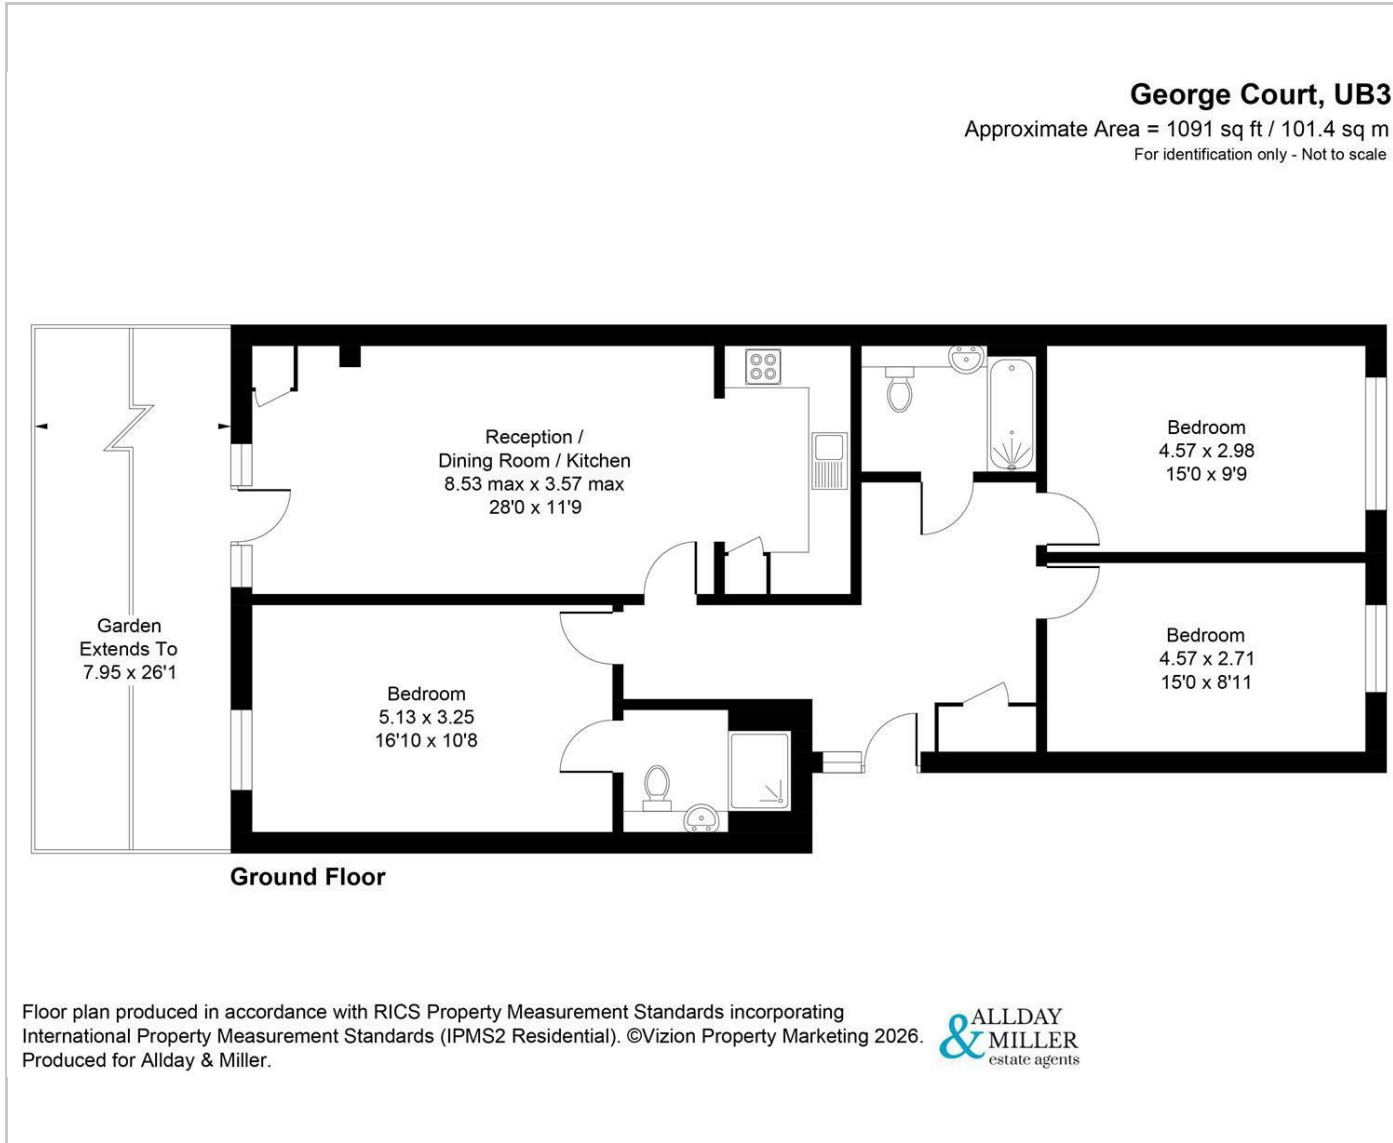 George Court, UB3
Approximate Area = 1091 sq ft / 101.4 sq m
For identification only - Not to scale
Reception /
Dining Room / Kitchen
8.53 max x 3.57 max
28'0 x 11'9
Bedroom
4.57 x 2.98
15'0 x 9'9
Garden
Extends To
7.95 x 26'1
Bedroom
5.13 x 3.25
16'10 x 10'8
Bedroom
4.57 x 2.71
15'0 x 8'11
Ground Floor
Floor plan produced in accordance with RICS Property Measurement Standards incorporating
International Property Measurement Standards (IPMS2 Residential). ©Vizion Property Marketing 2026.
Produced for Allday & Miller.
ALLDAY
& MILLER
estate agents